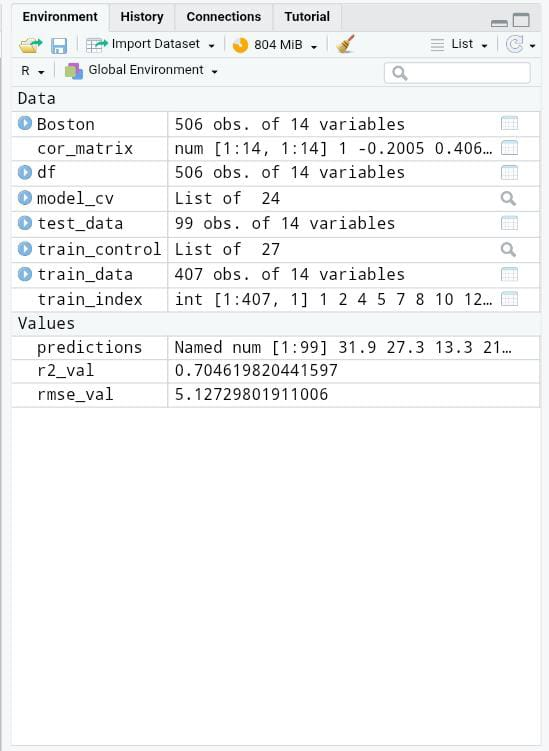 Environment History Connections Tutorial
Import Dataset 804 MiB List
R Global Environment
Data
Boston 506 obs. of 14 variables
cor_matrix num [1:14, 1:14] 1 -0.2005 0.406…
df 506 obs. of 14 variables
model_cv List of  24
test_data 99 obs. of 14 variables
train_control List of  27
train_data 407 obs. of 14 variables
train_index int [1:407, 1] 1 2 4 5 7 8 10 12…
Values
predictions Named num [1:99] 31.9 27.3 13.3 21…
r2_val 0.704619820441597
rmse_val 5.12729801911006